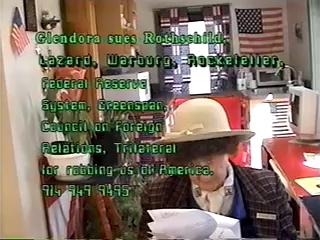 Glendora sues Rothschild,
Lazard, Warburg, Rockefeller,
Federal Reserve
System, Greenspan,
Council on Foreign
Relations, Trilateral
for robbing us of America.
914 949 9495